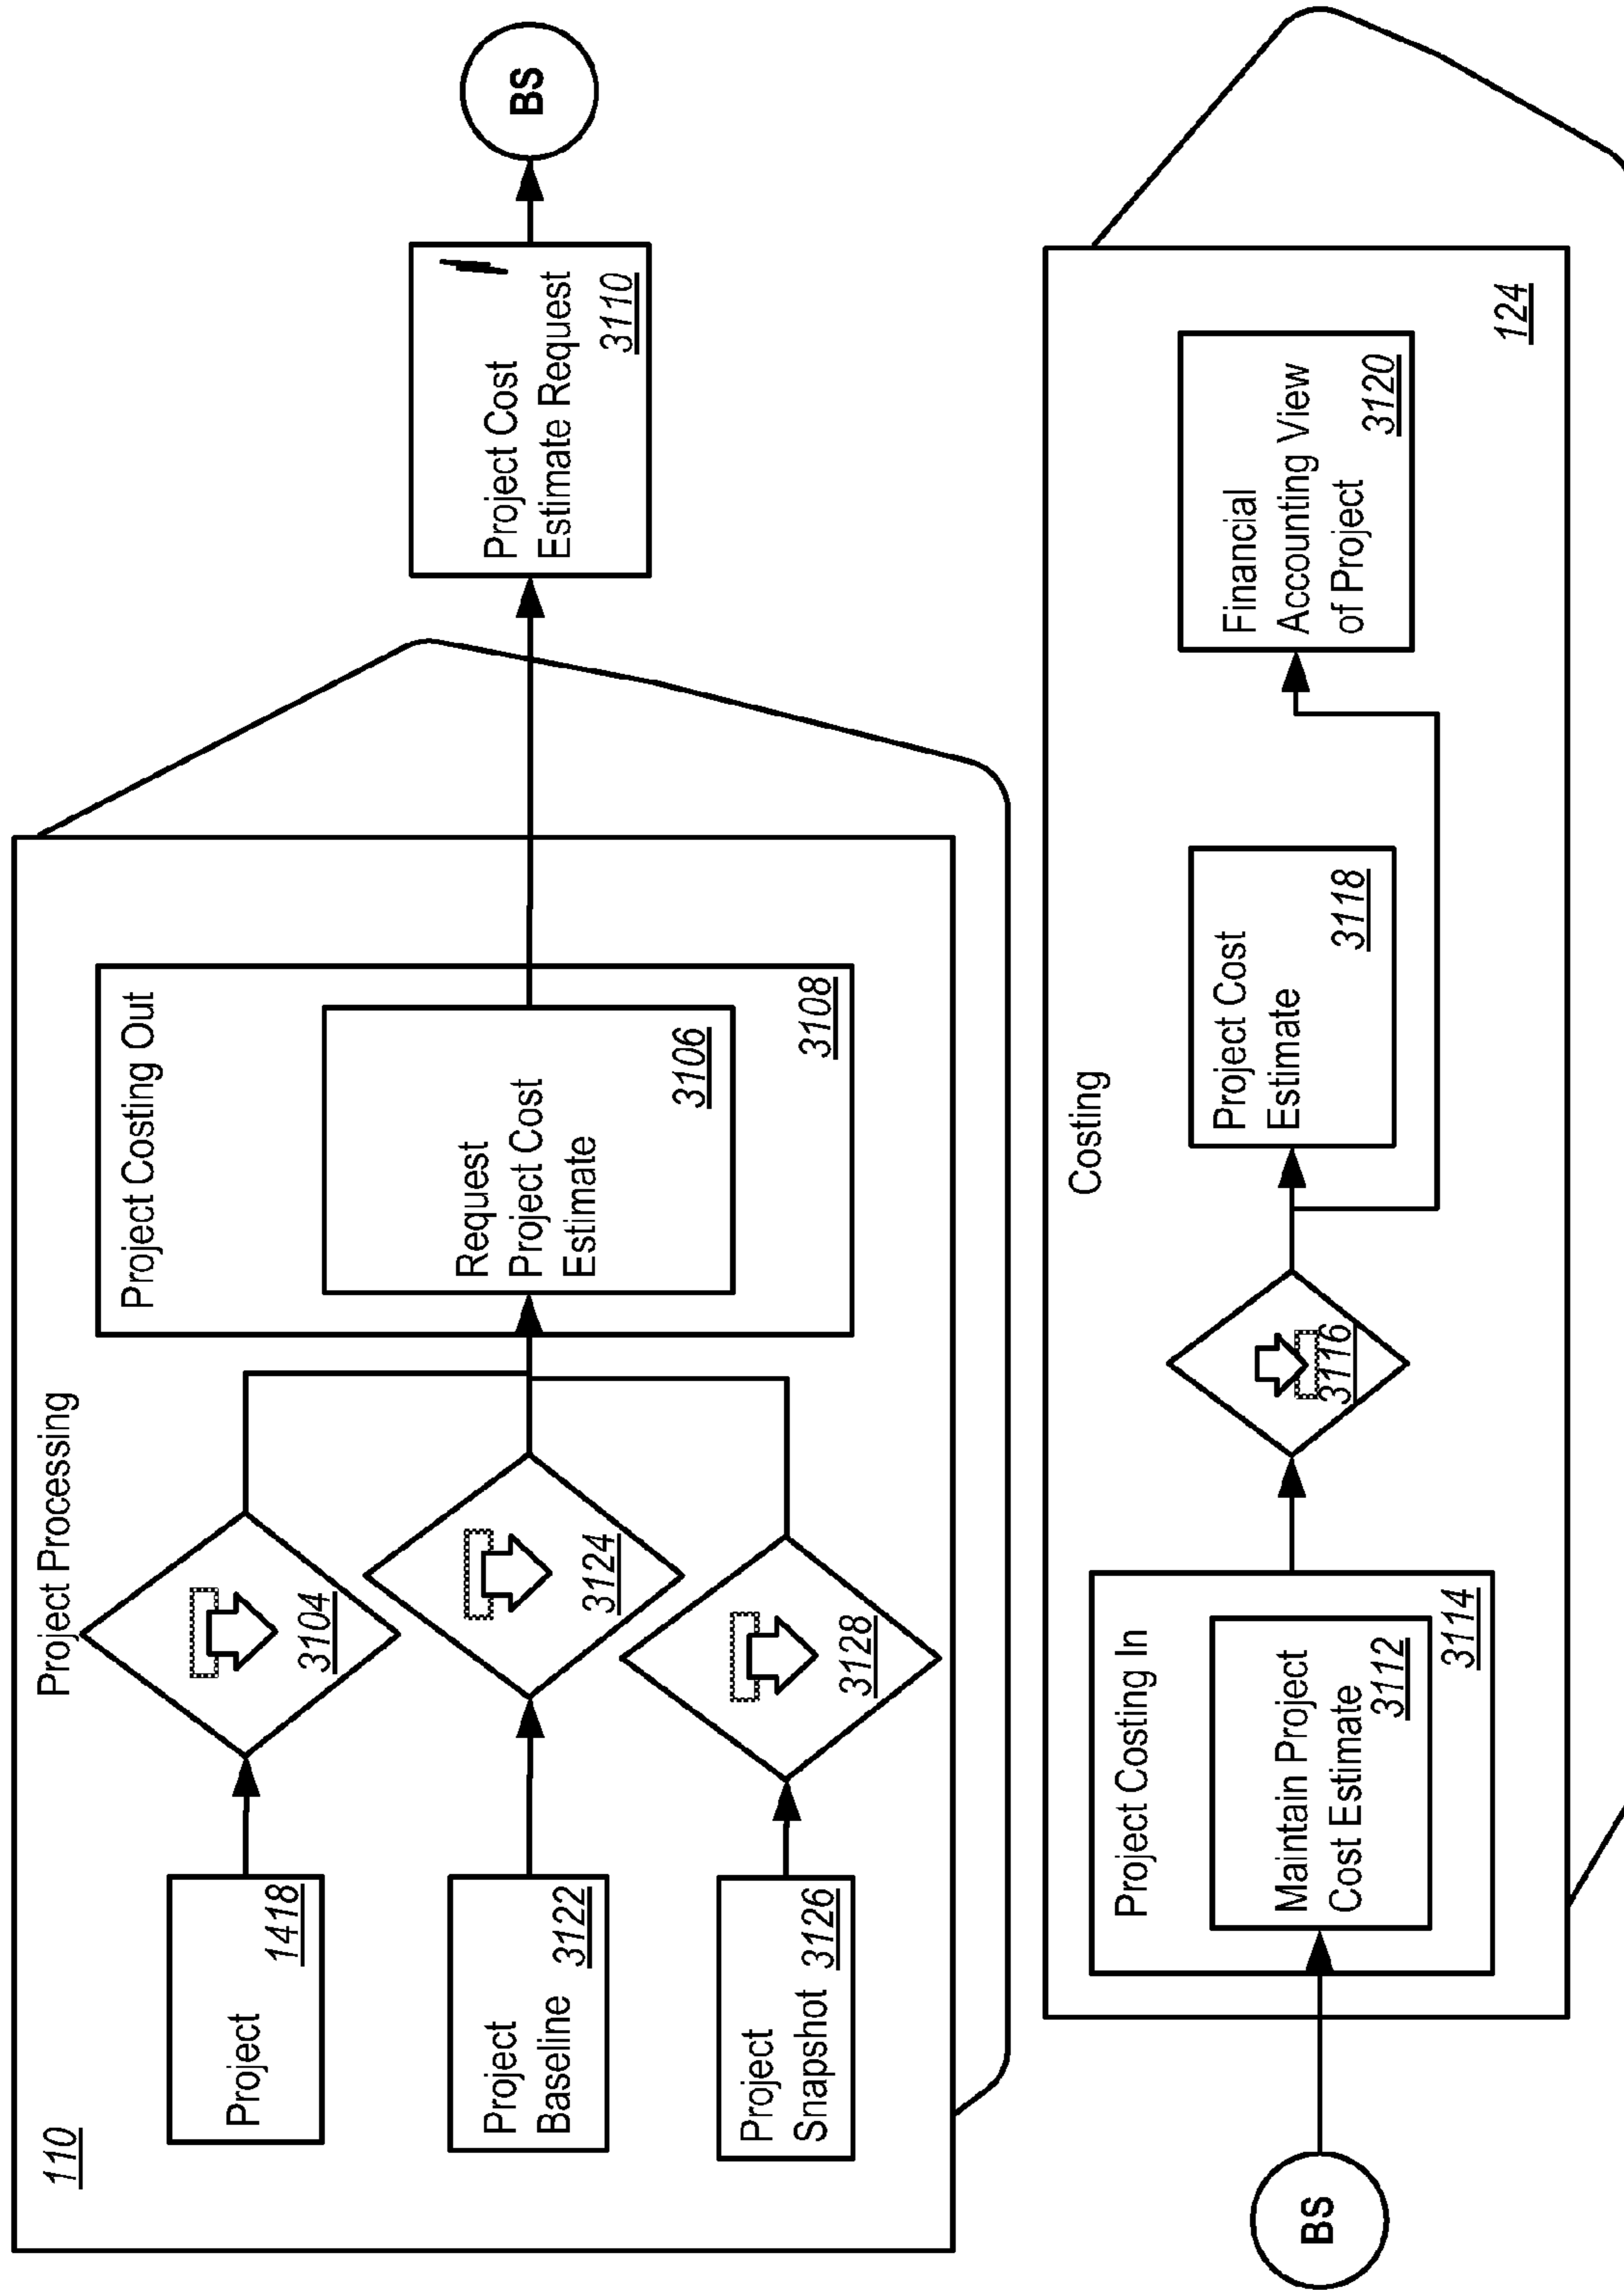 110
Project Processing
Project
1418
3104
Project
Baseline
3122
3124
Project
Snapshot
3126
3128
Project Costing Out
Request
Project Cost
Estimate
3106
3108
Project Cost
Estimate Request
3110
BS
BS
Costing
Project Costing In
Maintain Project
Cost Estimate
3112
3114
3116
Project Cost
Estimate
3118
Financial
Accounting View
of Project
3120
124